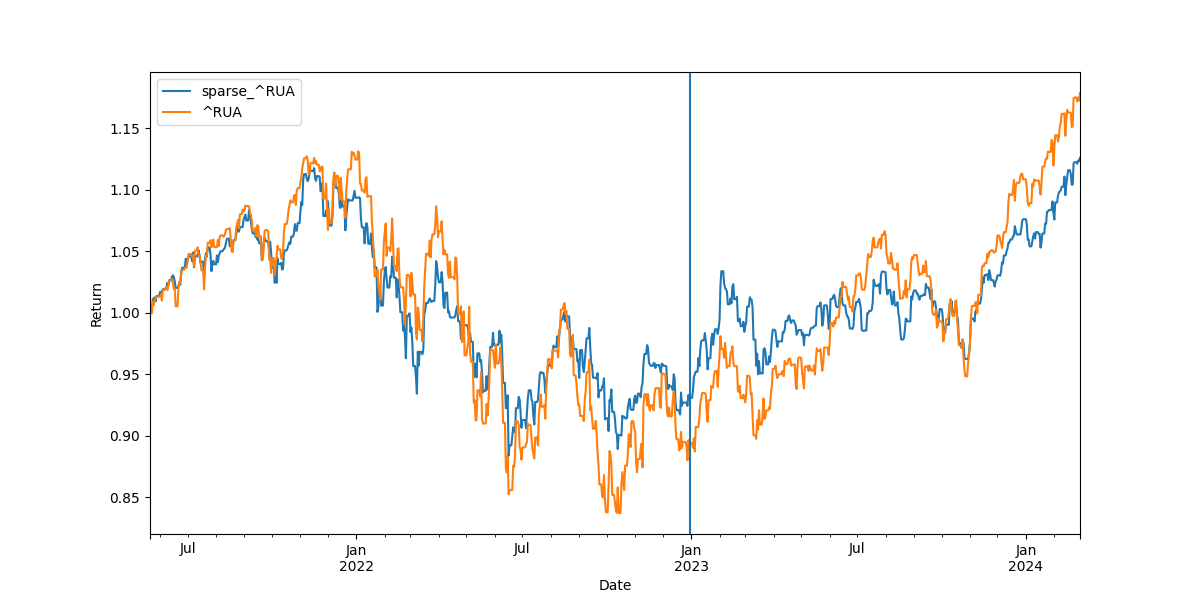 sparse_^RUA
^RUA
Return
1.15
1.10
1.05
1.00
0.95
0.90
0.85
Jul
Jan
2022
Jul
Jan
2023
Jul
Jan
2024
Date